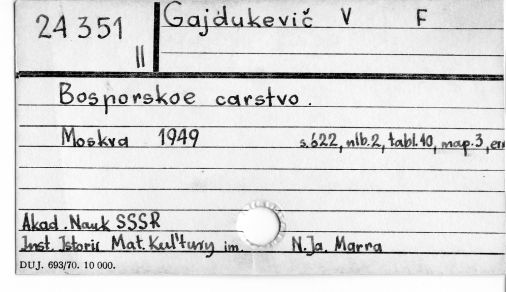 24 351
II
Gajdukevič V F
Bosporskoe carstvo.
Moskva 1949 s.622, nlb.2, tabl.10, map.3,
Akad. Nauk SSSR
Inst. Istorii Mat. Kul'tury im. N.Ja. Marra
DUJ. 693/70. 10 000.